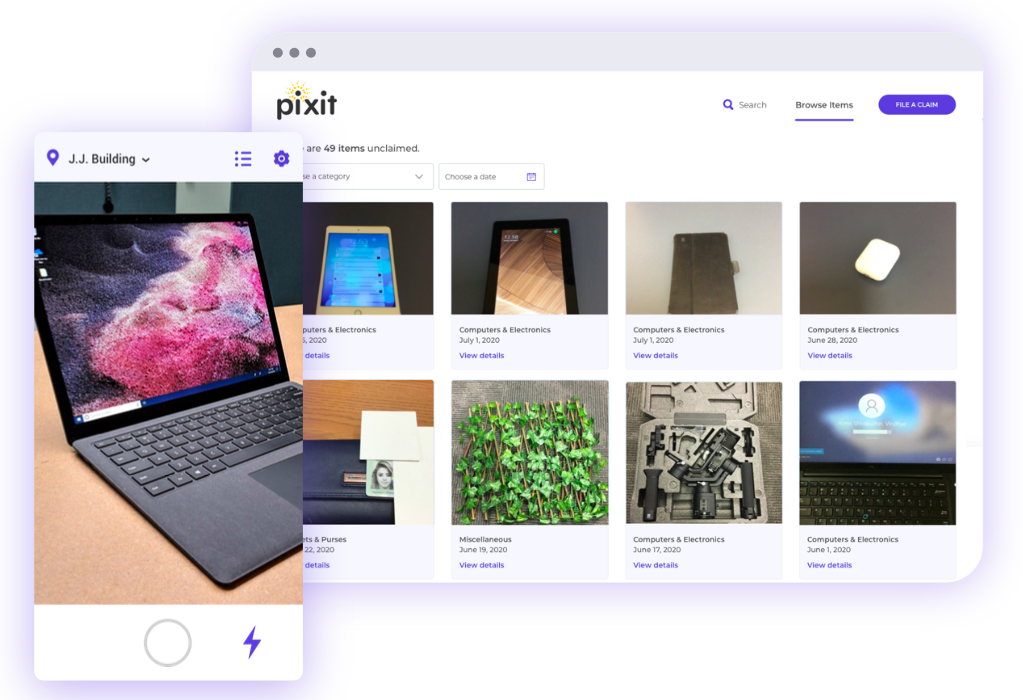 pixit
Search
Browse Items
FILE A CLAIM
are 49 items unclaimed.
se a category
Choose a date
J.J. Building
12:50
puters & Electronics
5, 2020
details
Computers & Electronics
July 1, 2020
View details
Computers & Electronics
July 1, 2020
View details
Computers & Electronics
June 28, 2020
View details
ets & Purses
22, 2020
details
Miscellaneous
June 19, 2020
View details
Computers & Electronics
June 17, 2020
View details
Computers & Electronics
June 1, 2020
View details